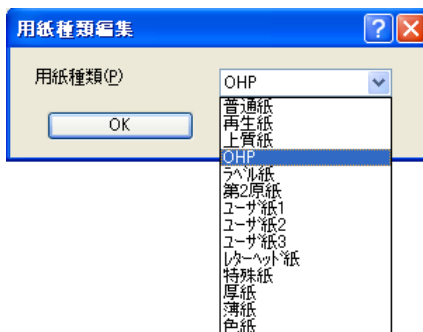 用紙種類編集
用紙種類(P)
OHP
OK
普通紙
再生紙
上質紙
OHP
ラベル紙
第2原紙
ユーザ紙1
ユーザ紙2
ユーザ紙3
レターヘッド紙
特殊紙
厚紙
薄紙
色紙